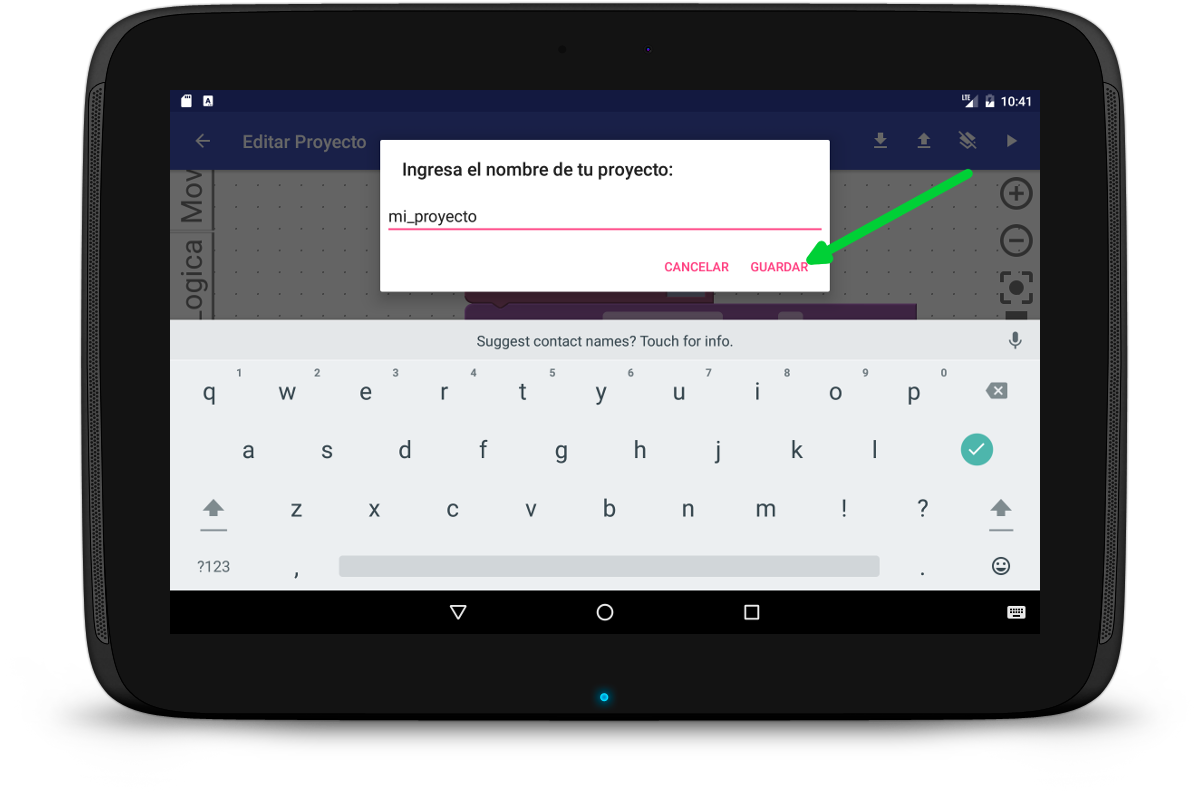 LTE 10:41
Editar Proyecto
Ingresa el nombre de tu proyecto:
mi_proyecto
CANCELAR GUARDAR
Mov
Logica
Suggest contact names? Touch for info.
1 2 3 4 5 6 7 8 9 0
q w e r t y u i o p
a s d f g h j k l
z x c v b n m ! ?
?123 , .